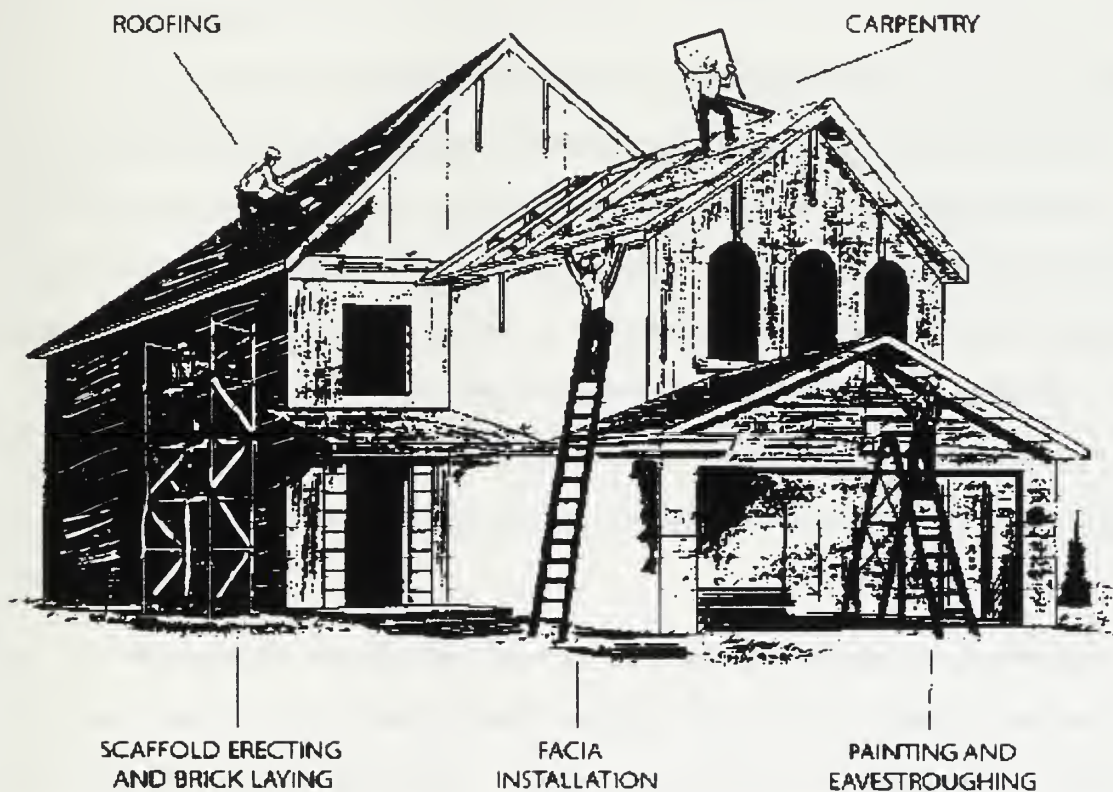 ROOFING
CARPENTRY
SCAFFOLD ERECTING
AND BRICK LAYING
FACIA
INSTALLATION
PAINTING AND
EAVESTROUGHING